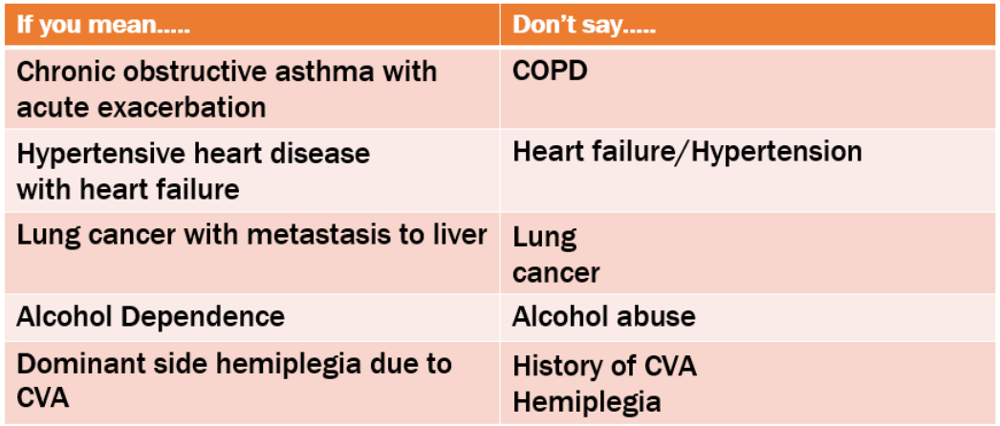 If you mean..... Don't say.....
Chronic obstructive asthma with COPD
acute exacerbation
Hypertensive heart disease Heart failure/Hypertension
with heart failure
Lung cancer with metastasis to liver Lung
cancer
Alcohol Dependence Alcohol abuse
Dominant side hemiplegia due to History of CVA
CVA Hemiplegia